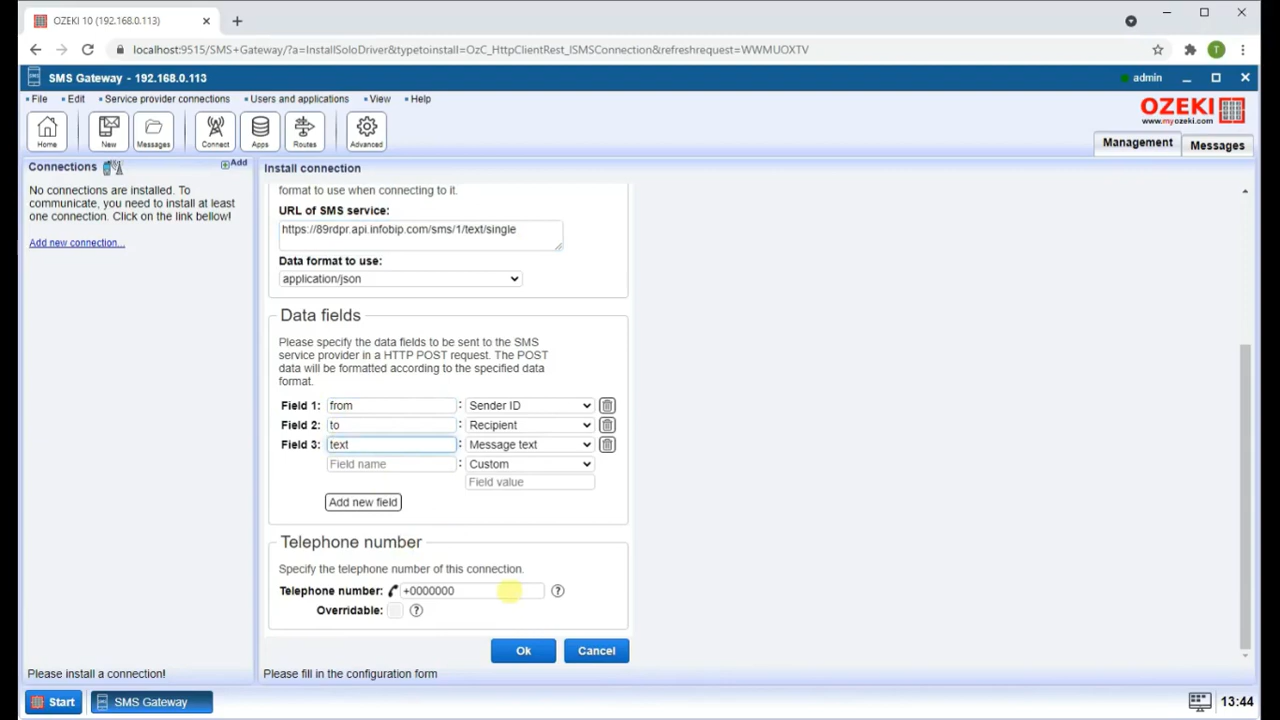 OZEKI 10 (192.168.0.113)
localhost:9515/SMS+Gateway/?a=InstallSoloDriver&typetoinstall=OzC_HttpClientRest_ISMSConnection&refreshrequest=WWMUOXTV
T
SMS Gateway - 192.168.0.113
admin
File Edit Service provider connections Users and applications View Help
OZEKI
www.myozeki.com
Home New Messages Connect Apps Routes Advanced
Management Messages
Connections Add
No connections are installed. To
communicate, you need to install at least
one connection. Click on the link bellow!
Add new connection...
Install connection
format to use when connecting to it.
URL of SMS service:
https://89rdpr.api.infobip.com/sms/1/text/single
Data format to use:
application/json
Data fields
Please specify the data fields to be sent to the SMS
service provider in a HTTP POST request. The POST
data will be formatted according to the specified data
format.
Field 1: from : Sender ID
Field 2: to : Recipient
Field 3: text : Message text
Field name : Custom
Field value
Add new field
Telephone number
Specify the telephone number of this connection.
Telephone number: +0000000 ?
Overridable: ?
Ok Cancel
Please install a connection!
Please fill in the configuration form
Start SMS Gateway 13:44